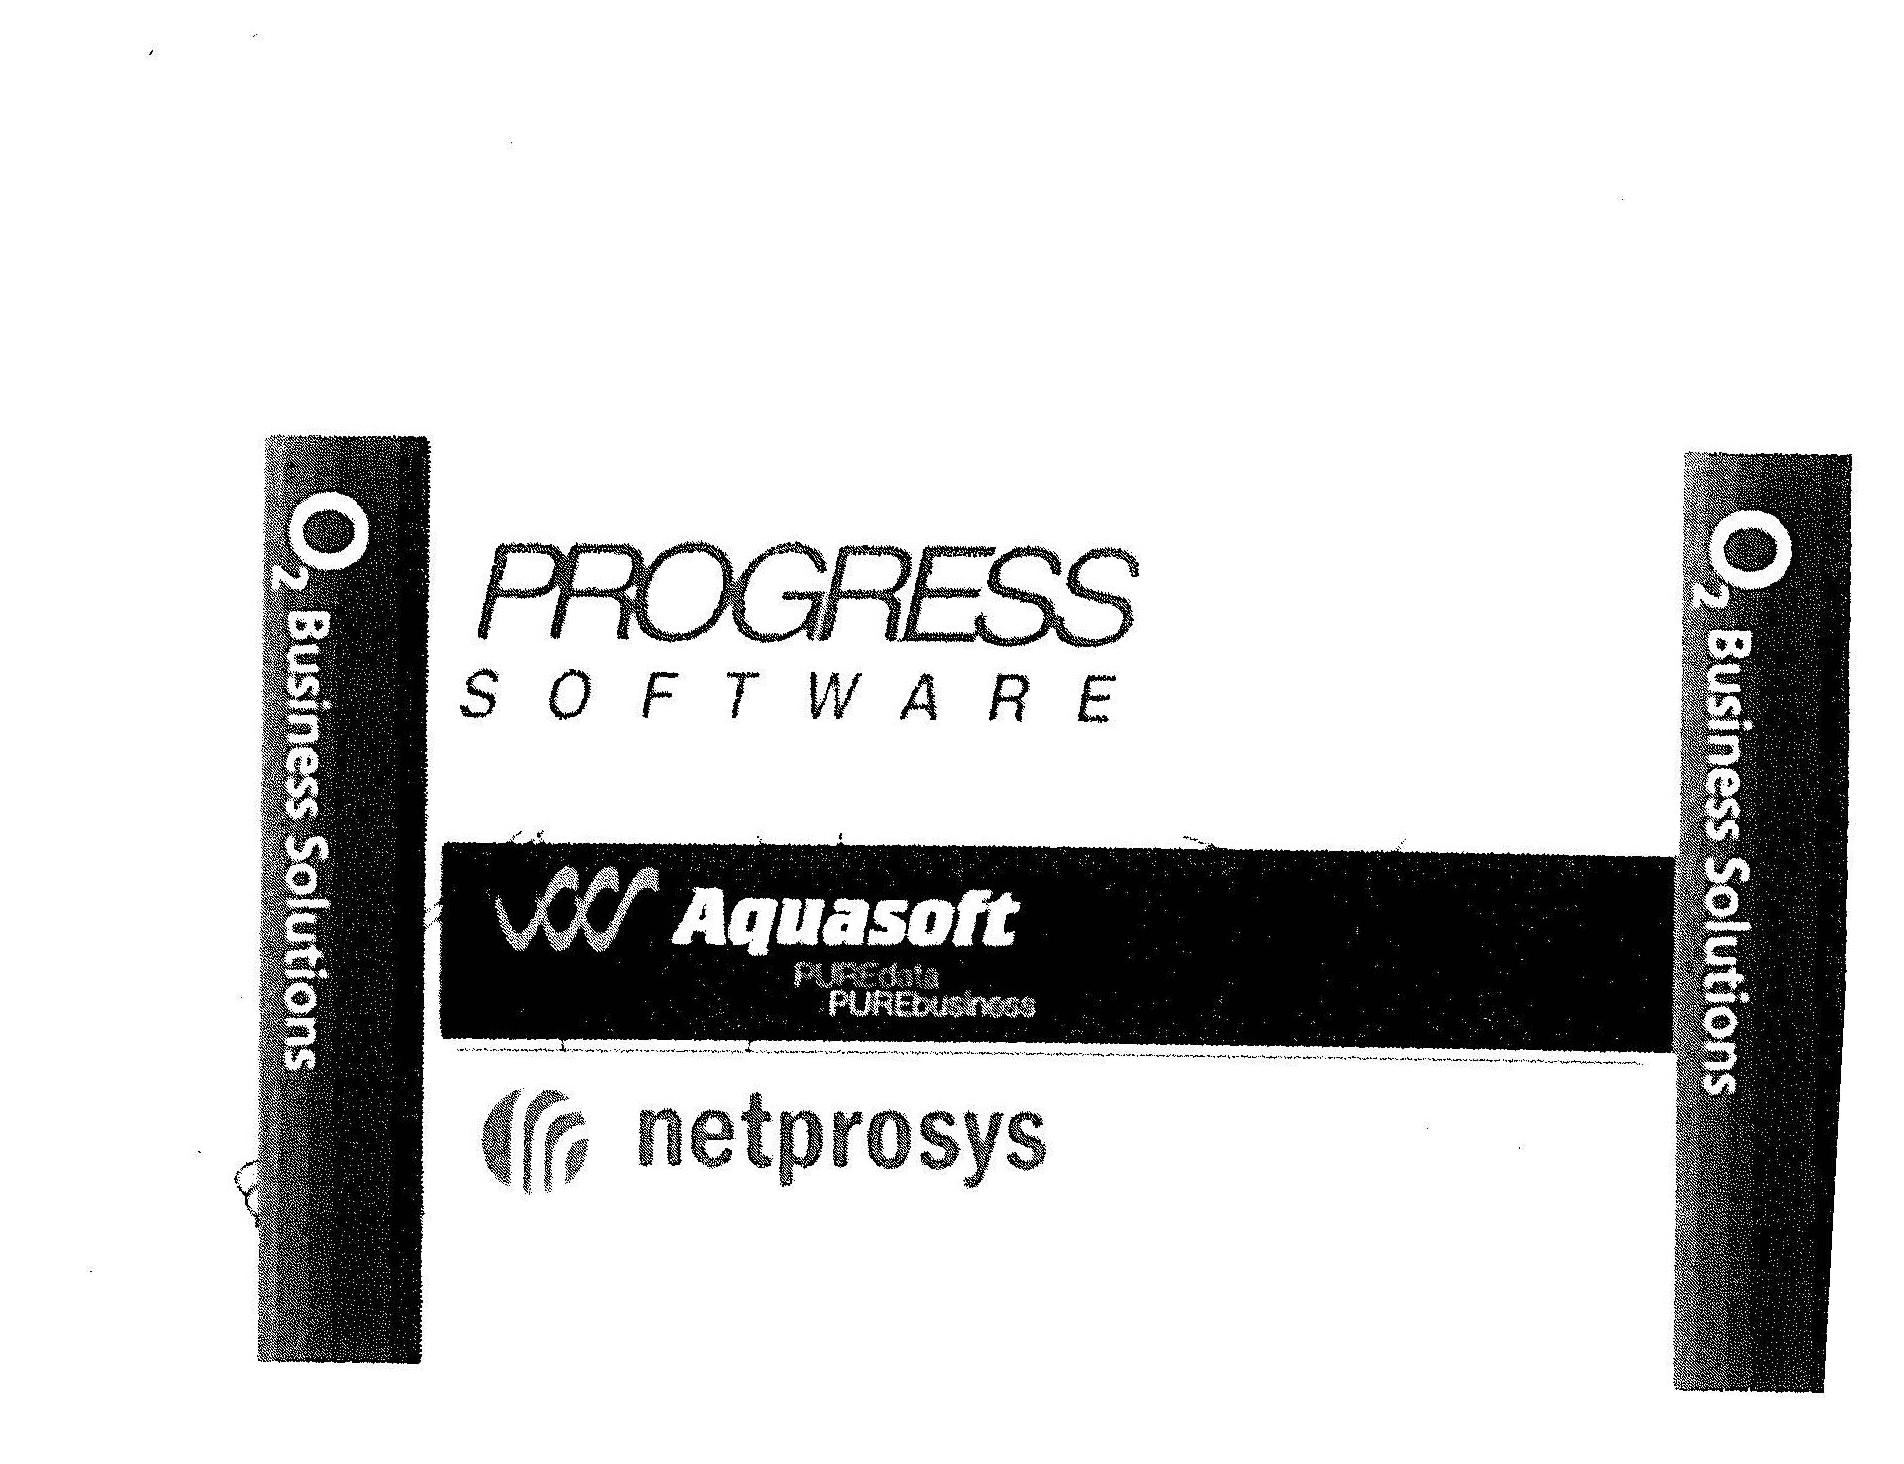 O2 Business Solutions
PROGRESS
SOFTWARE
Aquasoft
PUREdata
PUREbusiness
netprosys
O2 Business Solutions